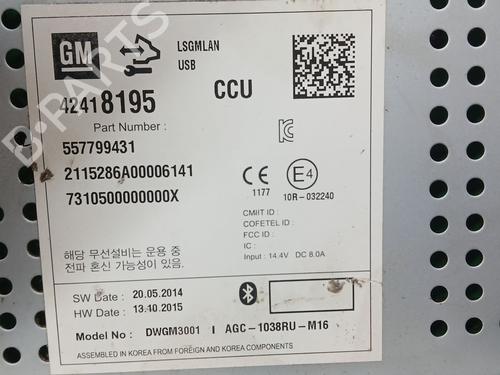 GM
LSGMLAN
USB
42418195
CCU
Part Number :
557799431
2115286A00006141
7310500000000X
1177
E4
10R-032240
CMIIT ID :
COFETEL ID :
FCC ID :
IC :
Input : 14.4V DC 8.0A
해당 무선설비는 운용 중
전파 혼신 가능성이 있음.
SW Date : 20.05.2014
HW Date : 13.10.2015
Model No : DWGM3001 I AGC-1038RU-M16
ASSEMBLED IN KOREA FROM FOREIGN AND KOREA COMPONENTS.
B-PARTS